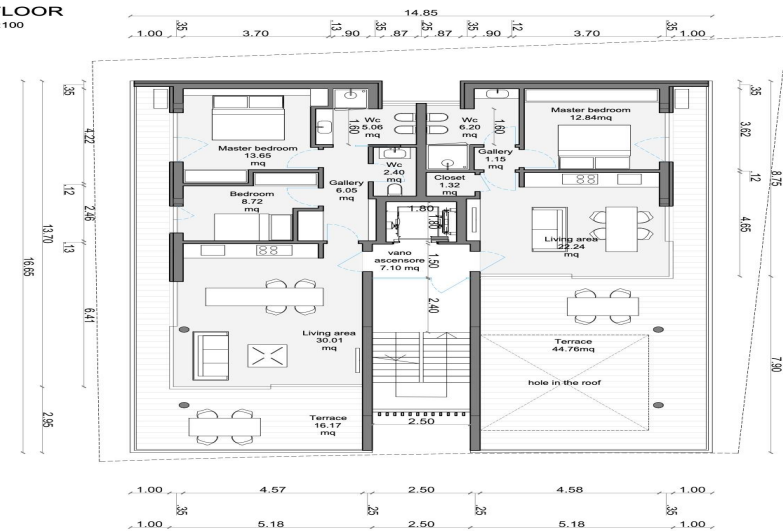 FLOOR
:100
14.85
.35 .13 .35 .25 .35 .12 .35
1.00 3.70 .90 .87 .87 .90 3.70 1.00
.35
4.22
.12
2.46
.13
6.41
2.95
13.70
16.65
.35
3.62
.12
4.65
8.75
7.90
Master bedroom
13.65
mq
1.60
Wc
5.06
mq
Wc
6.20
mq
1.60
Master bedroom
12.84mq
Wc
2.40
mq
Gallery
1.15
mq
Closet
1.32
mq
Gallery
6.05
mq
Bedroom
8.72
mq
1.80
1.80
vano
ascensore
7.10 mq
1.50
2.40
Living area
22.24
mq
Living area
30.01
mq
Terrace
44.76mq
hole in the roof
Terrace
16.17
mq
2.50
1.00 4.57 2.50 4.58 1.00
.35 .25 .25 .35
1.00 5.18 2.50 5.18 1.00